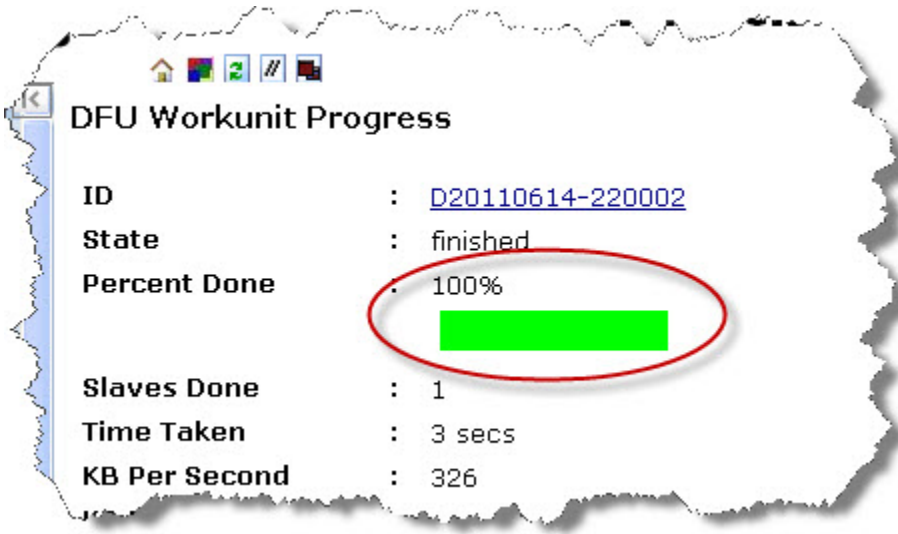 DFU Workunit Progress
ID : D20110614-220002
State : finished
Percent Done : 100%
Slaves Done : 1
Time Taken : 3 secs
KB Per Second : 326